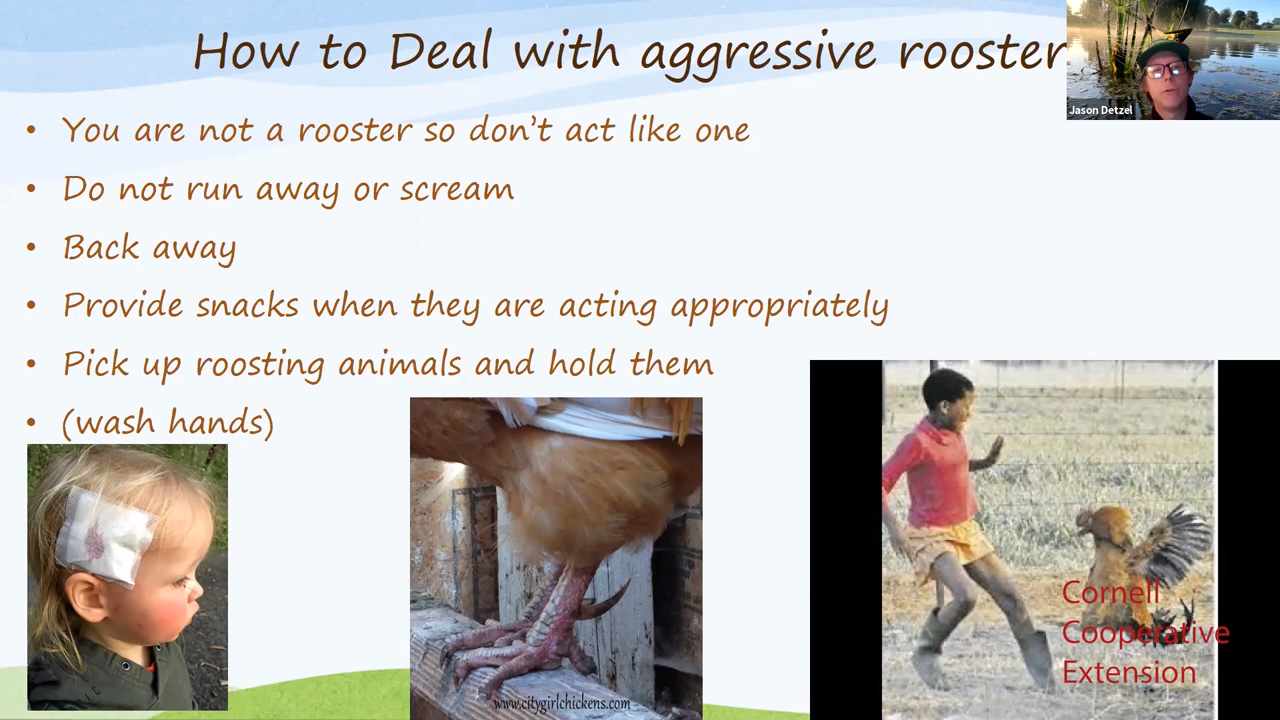 How to Deal with aggressive rooster
Jason Detzel
• You are not a rooster so don't act like one
• Do not run away or scream
• Back away
• Provide snacks when they are acting appropriately
• Pick up roosting animals and hold them
• (wash hands)
www.citygirlchickens.com
Cornell
Cooperative
Extension